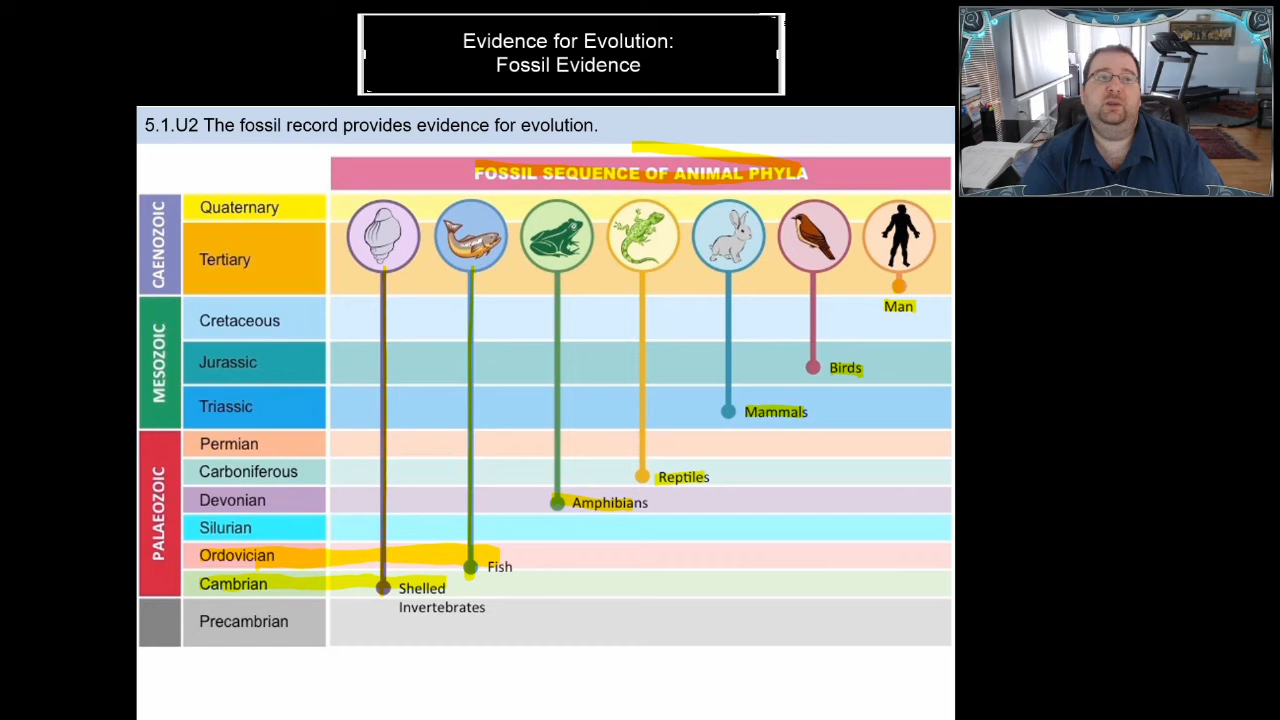 Evidence for Evolution:
Fossil Evidence
5.1.U2 The fossil record provides evidence for evolution.
FOSSIL SEQUENCE OF ANIMAL PHYLA
CAENOZOIC
Quaternary
Tertiary
Man
MESOZOIC
Cretaceous
Jurassic
Birds
Triassic
Mammals
PALAEOZOIC
Permian
Carboniferous
Reptiles
Devonian
Amphibians
Silurian
Ordovician
Fish
Cambrian
Shelled
Invertebrates
Precambrian